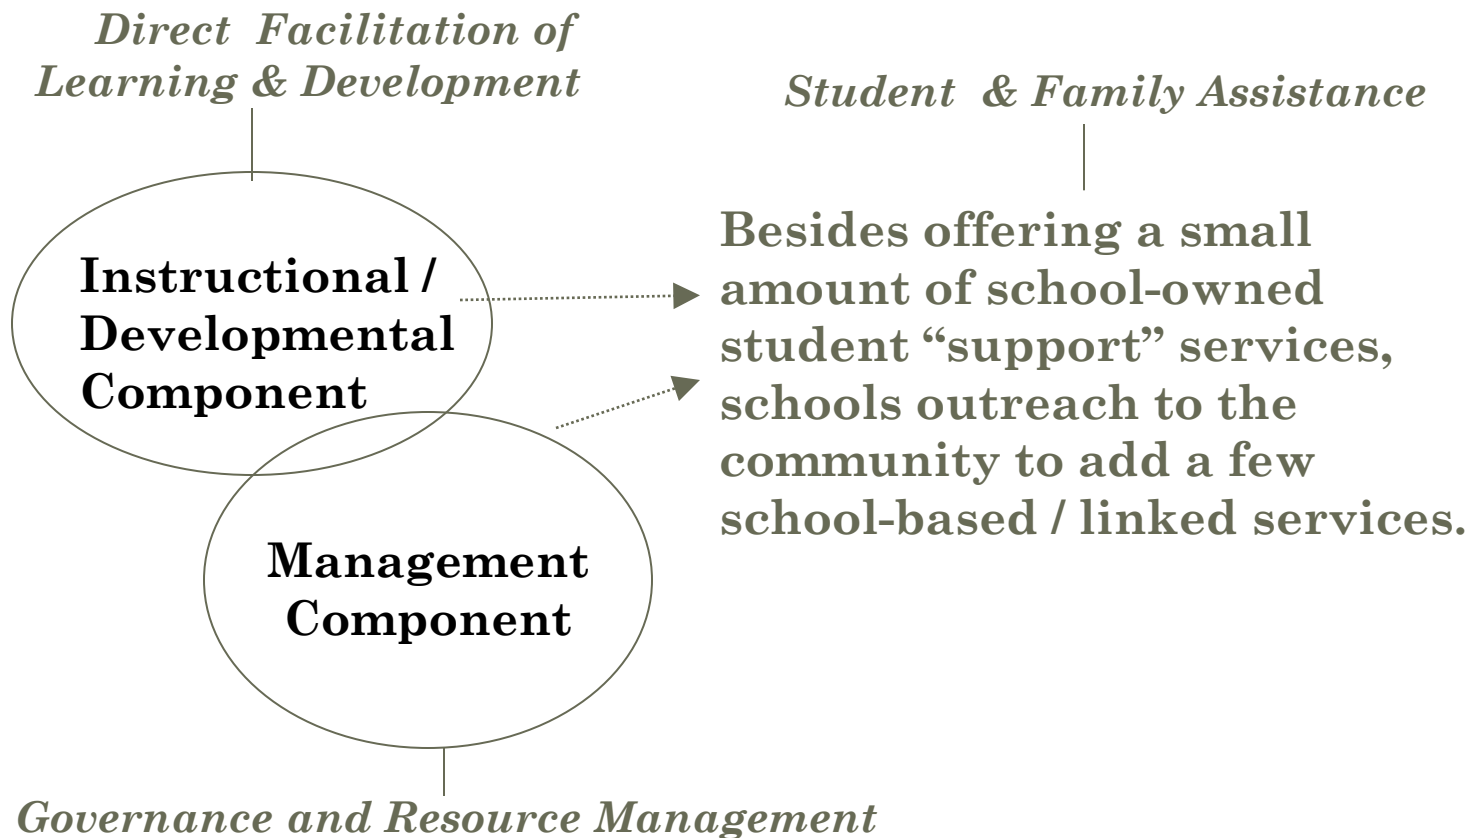 Direct Facilitation of
Learning & Development
Student & Family Assistance
Instructional /
Developmental
Component
Besides offering a small
amount of school-owned
student “support” services,
schools outreach to the
community to add a few
school-based / linked services.
Management
Component
Governance and Resource Management